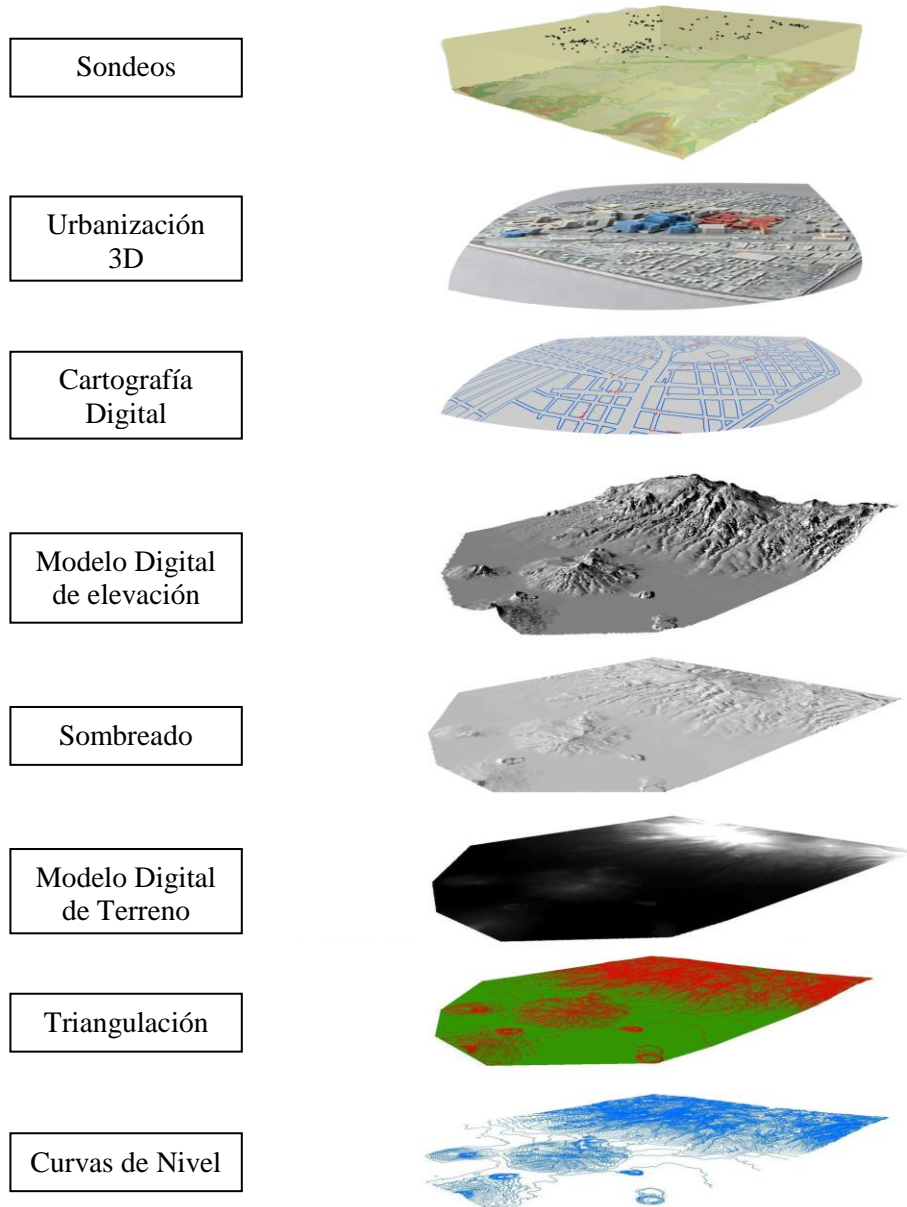 Sondeos
Urbanización
3D
Cartografía
Digital
Modelo Digital
de elevación
Sombreado
Modelo Digital
de Terreno
Triangulación
Curvas de Nivel